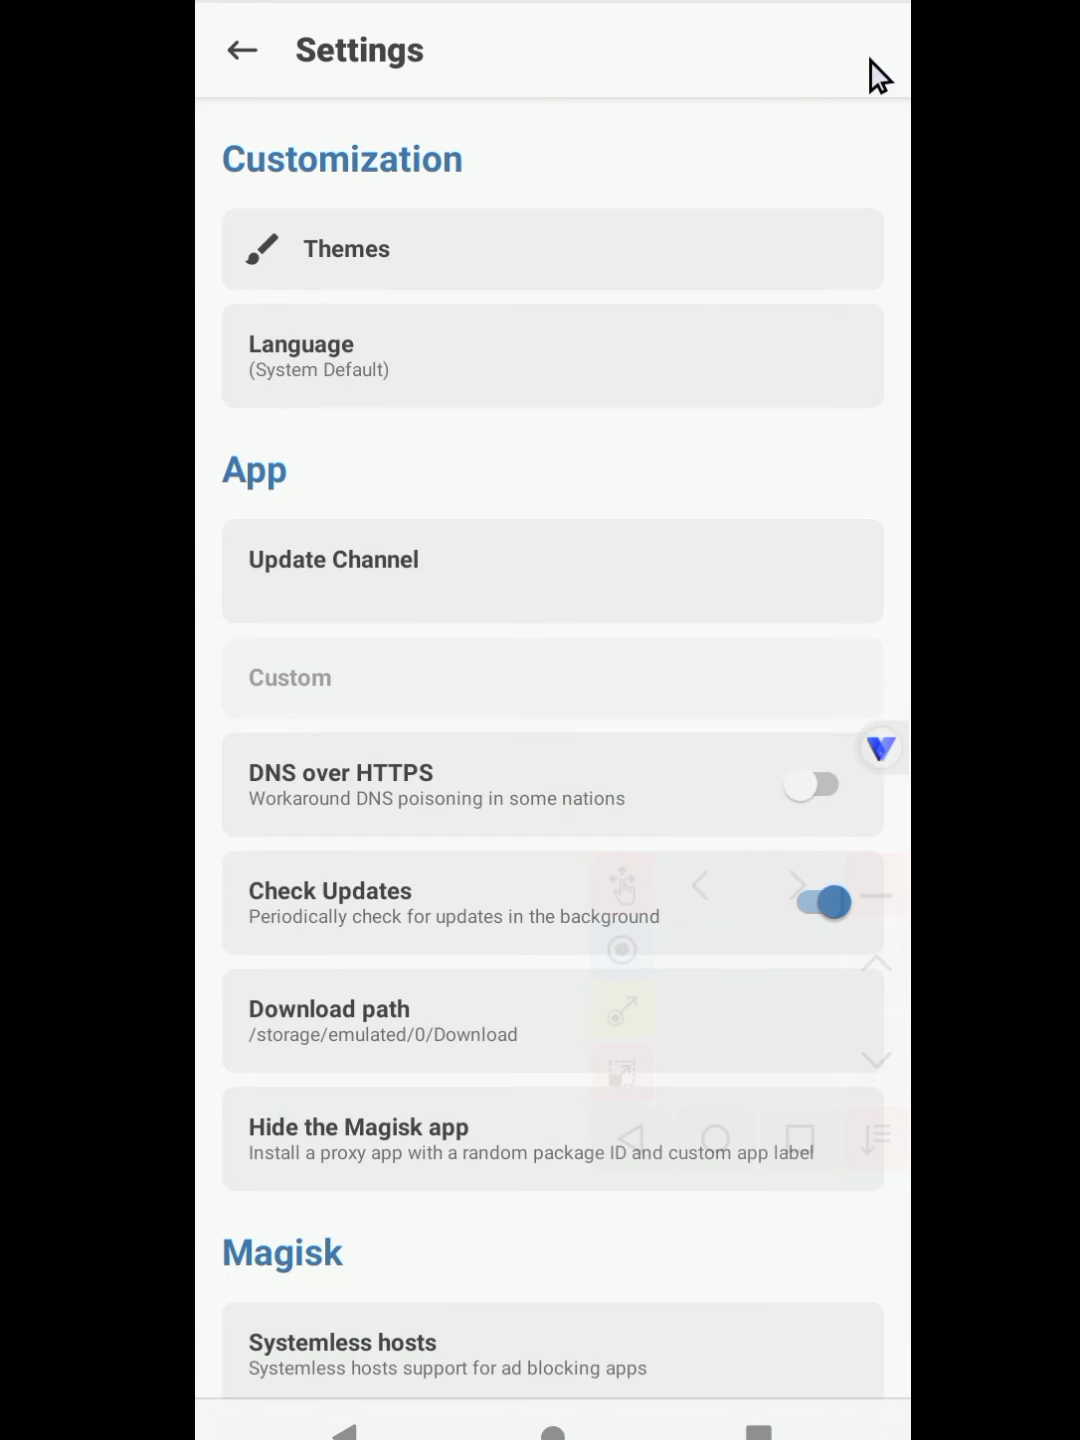 Settings
Customization
Themes
Language
(System Default)
App
Update Channel
Custom
DNS over HTTPS
Workaround DNS poisoning in some nations
Check Updates
Periodically check for updates in the background
Download path
/storage/emulated/0/Download
Hide the Magisk app
Install a proxy app with a random package ID and custom app label
Magisk
Systemless hosts
Systemless hosts support for ad blocking apps